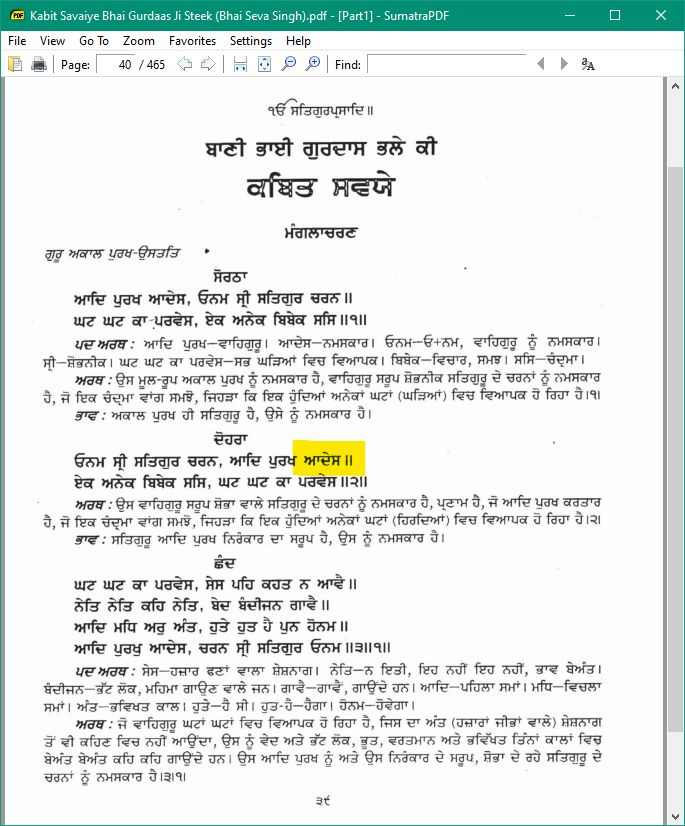 Kabit Savaiye Bhai Gurdaas Ji Steek (Bhai Seva Singh).pdf - [Part1] - SumatraPDF
File View Go To Zoom Favorites Settings Help
Page: 40 / 465 Find:
ੴ ਸਤਿਗੁਰਪ੍ਰਸਾਦਿ॥
ਬਾਣੀ ਭਾਈ ਗੁਰਦਾਸ ਭਲੇ ਕੀ
ਕਬਿਤ ਸਵਯੇ
ਮੰਗਲਾਚਰਣ
ਗੁਰੂ ਅਕਾਲ ਪੁਰਖ-ਉਸਤਤਿ
ਸੋਰਠਾ
ਆਦਿ ਪੁਰਖ ਆਦੇਸ, ਓਨਮ ਸ੍ਰੀ ਸਤਿਗੁਰ ਚਰਨ॥
ਘਟ ਘਟ ਕਾ ਪਰਵੇਸ, ਏਕ ਅਨੇਕ ਬਿਬੇਕ ਸਸਿ॥੧॥
ਪਦ ਅਰਥ : ਆਦਿ ਪੁਰਖ—ਵਾਹਿਗੁਰੂ। ਆਦੇਸ—ਨਮਸਕਾਰ। ਓਨਮ—ਓ+ਨਮ, ਵਾਹਿਗੁਰੂ ਨੂੰ ਨਮਸਕਾਰ।
ਸ੍ਰੀ—ਸ਼ੋਭਨੀਕ। ਘਟ ਘਟ ਕਾ ਪਰਵੇਸ—ਸਭ ਘੜਿਆਂ ਵਿਚ ਵਿਆਪਕ। ਬਿਬੇਕ—ਵਿਚਾਰ, ਸਮਝ। ਸਸਿ—ਚੰਦ੍ਰਮਾ।
ਅਰਥ : ਉਸ ਮੂਲ-ਰੂਪ ਅਕਾਲ ਪੁਰਖ ਨੂੰ ਨਮਸਕਾਰ ਹੈ, ਵਾਹਿਗੁਰੂ ਸਰੂਪ ਸ਼ੋਭਨੀਕ ਸਤਿਗੁਰੂ ਦੇ ਚਰਨਾਂ ਨੂੰ ਨਮਸਕਾਰ
ਹੈ, ਜੋ ਇਕ ਚੰਦ੍ਰਮਾ ਵਾਂਗ ਸਮਝੋ, ਜਿਹੜਾ ਕਿ ਇਕ ਹੁੰਦਿਆਂ ਅਨੇਕਾਂ ਘਟਾਂ (ਘੜਿਆਂ) ਵਿਚ ਵਿਆਪਕ ਹੋ ਰਿਹਾ ਹੈ।੧।
ਭਾਵ : ਅਕਾਲ ਪੁਰਖ ਹੀ ਸਤਿਗੁਰੂ ਹੈ, ਉਸੇ ਨੂੰ ਨਮਸਕਾਰ ਹੈ।
ਦੋਹਰਾ
ਓਨਮ ਸ੍ਰੀ ਸਤਿਗੁਰ ਚਰਨ, ਆਦਿ ਪੁਰਖ ਆਦੇਸ॥
ਏਕ ਅਨੇਕ ਬਿਬੇਕ ਸਸਿ, ਘਟ ਘਟ ਕਾ ਪਰਵੇਸ॥੨॥
ਅਰਥ : ਉਸ ਵਾਹਿਗੁਰੂ ਸਰੂਪ ਸ਼ੋਭਾ ਵਾਲੇ ਸਤਿਗੁਰੂ ਦੇ ਚਰਨਾਂ ਨੂੰ ਨਮਸਕਾਰ ਹੈ, ਪ੍ਰਣਾਮ ਹੈ, ਜੋ ਆਦਿ ਪੁਰਖ ਕਰਤਾਰ
ਹੈ, ਜੋ ਇਕ ਚੰਦ੍ਰਮਾ ਵਾਂਗ ਸਮਝੋ, ਜਿਹੜਾ ਕਿ ਇਕ ਹੁੰਦਿਆਂ ਅਨੇਕਾਂ ਘਟਾਂ (ਹਿਰਦਿਆਂ) ਵਿਚ ਵਿਆਪਕ ਹੋ ਰਿਹਾ ਹੈ।੨।
ਭਾਵ : ਸਤਿਗੁਰੂ ਆਦਿ ਪੁਰਖ ਨਿਰੰਕਾਰ ਦਾ ਸਰੂਪ ਹੈ, ਉਸ ਨੂੰ ਨਮਸਕਾਰ ਹੈ।
ਛੰਦ
ਘਟ ਘਟ ਕਾ ਪਰਵੇਸ, ਸੇਸ ਪਹਿ ਕਹਤ ਨ ਆਵੈ॥
ਨੇਤਿ ਨੇਤਿ ਕਹਿ ਨੇਤਿ, ਬੇਦ ਬੰਦੀਜਨ ਗਾਵੈ॥
ਆਦਿ ਮਧਿ ਅਰੁ ਅੰਤ, ਹੁਤੇ ਹੁਤ ਹੈ ਪੁਨ ਹੋਨਮ॥
ਆਦਿ ਪੁਰਖੁ ਆਦੇਸ, ਚਰਨ ਸ੍ਰੀ ਸਤਿਗੁਰ ਓਨਮ॥੩॥੧॥
ਪਦ ਅਰਥ : ਸੇਸ—ਹਜ਼ਾਰ ਫਣਾਂ ਵਾਲਾ ਸ਼ੇਸ਼ਨਾਗ। ਨੇਤਿ—ਨ ਇਤੀ, ਇਹ ਨਹੀਂ ਇਹ ਨਹੀਂ, ਭਾਵ ਬੇਅੰਤ।
ਬੰਦੀਜਨ—ਭੱਟ ਲੋਕ, ਮਹਿਮਾ ਗਾਉਣ ਵਾਲੇ ਜਨ। ਗਾਵੈ—ਗਾਵੈਂ, ਗਾਉਂਦੇ ਹਨ। ਆਦਿ—ਪਹਿਲਾ ਸਮਾਂ। ਮਧਿ—ਵਿਚਲਾ
ਸਮਾਂ। ਅੰਤ—ਭਵਿਖਤ ਕਾਲ। ਹੁਤੇ—ਹੈ ਸੀ। ਹੁਤ-ਹੈ—ਹੈਗਾ। ਹੋਨਮ—ਹੋਵੇਗਾ।
ਅਰਥ : ਜੋ ਵਾਹਿਗੁਰੂ ਘਟਾਂ ਘਟਾਂ ਵਿਚ ਵਿਆਪਕ ਹੋ ਰਿਹਾ ਹੈ, ਜਿਸ ਦਾ ਅੰਤ (ਹਜ਼ਾਰਾਂ ਜੀਭਾਂ ਵਾਲੇ) ਸ਼ੇਸ਼ਨਾਗ
ਤੋਂ ਵੀ ਕਹਿਣ ਵਿਚ ਨਹੀਂ ਆਉਂਦਾ, ਉਸ ਨੂੰ ਵੇਦ ਅਤੇ ਭੱਟ ਲੋਕ, ਭੂਤ, ਵਰਤਮਾਨ ਅਤੇ ਭਵਿੱਖਤ ਤਿੰਨਾਂ ਕਾਲਾਂ ਵਿਚ
ਬੇਅੰਤ ਬੇਅੰਤ ਕਹਿ ਕਹਿ ਗਾਉਂਦੇ ਹਨ। ਉਸ ਆਦਿ ਪੁਰਖ ਨੂੰ ਅਤੇ ਉਸ ਨਿਰੰਕਾਰ ਦੇ ਸਰੂਪ, ਸ਼ੋਭਾ ਦੇ ਰਹੇ ਸਤਿਗੁਰੂ ਦੇ
ਚਰਨਾਂ ਨੂੰ ਨਮਸਕਾਰ ਹੈ।੩।੧।
੩੯